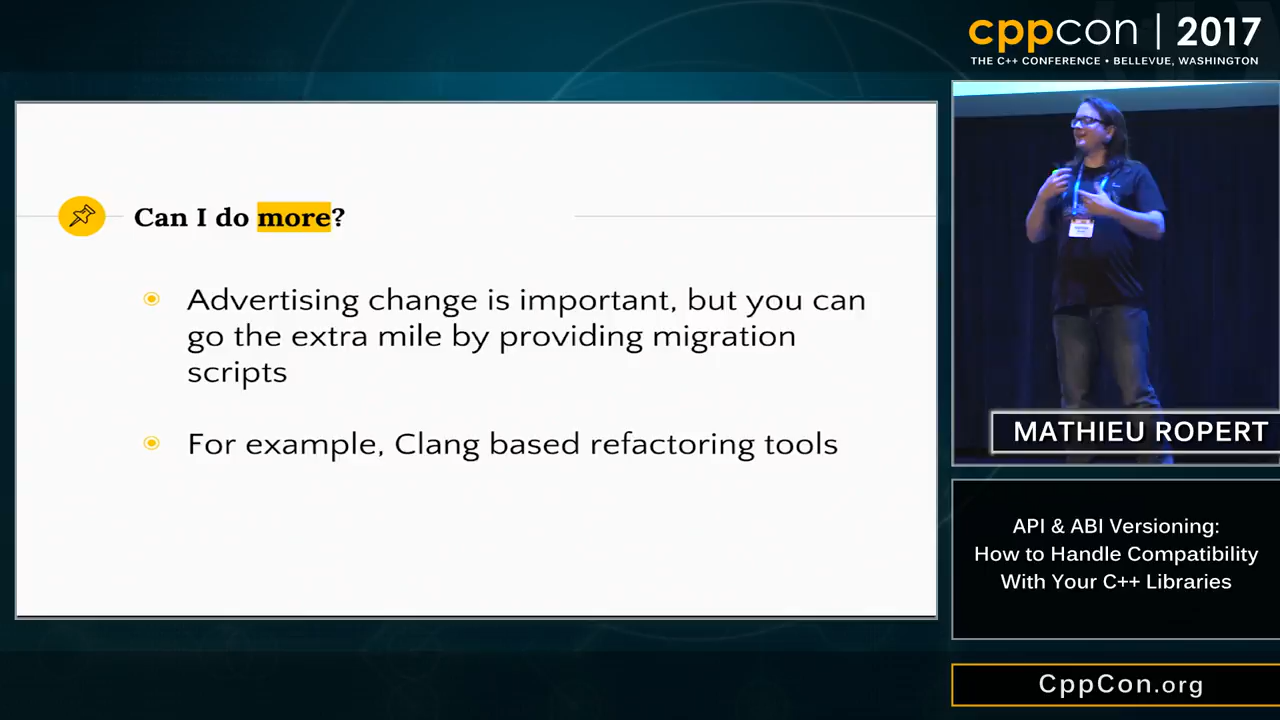 cppcon | 2017
THE C++ CONFERENCE • BELLEVUE, WASHINGTON
Can I do more?
Advertising change is important, but you can
go the extra mile by providing migration
scripts
For example, Clang based refactoring tools
MATHIEU ROPERT
API & ABI Versioning:
How to Handle Compatibility
With Your C++ Libraries
CppCon.org